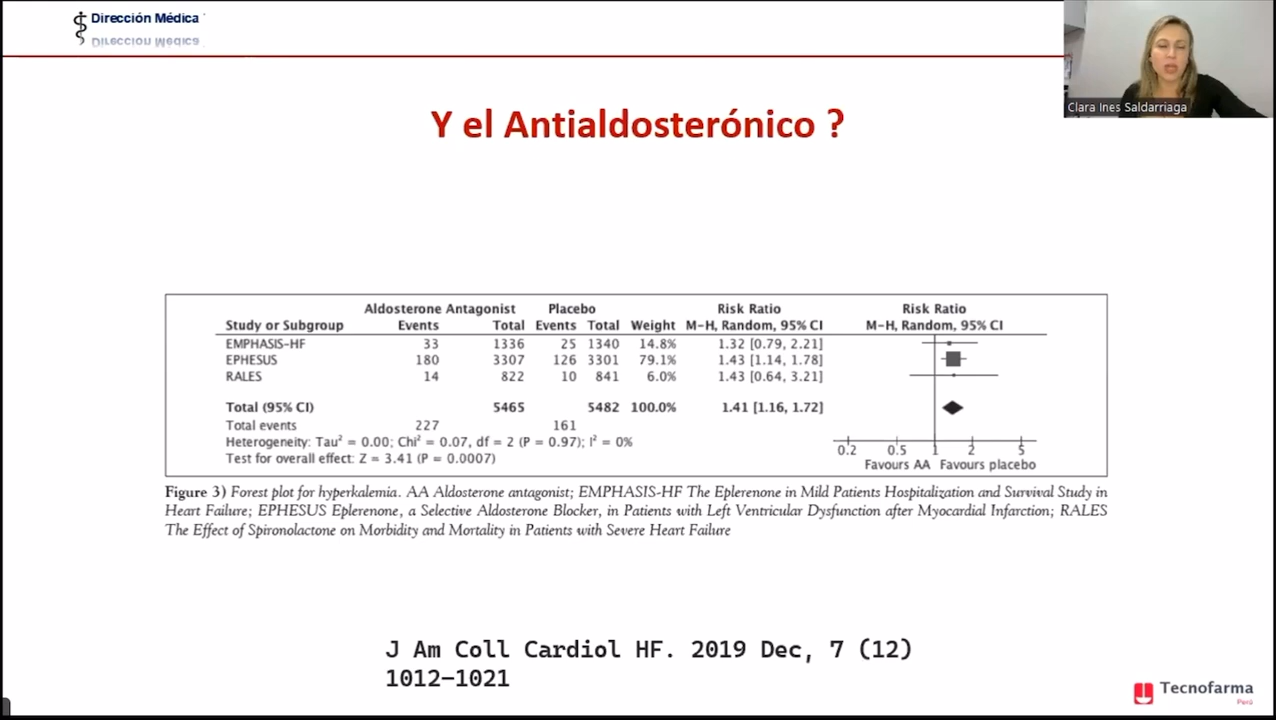 Dirección Médica
Clara Ines Saldarriaga
Y el Antialdosterónico ?
Aldosterone Antagonist Placebo Risk Ratio Risk Ratio
Study or Subgroup Events Total Events Total Weight M-H, Random, 95% CI M-H, Random, 95% CI
EMPHASIS-HF 33 1336 25 1340 14.8% 1.32 [0.79, 2.21]
EPHESUS 180 3307 126 3301 79.1% 1.43 [1.14, 1.78]
RALES 14 822 10 841 6.0% 1.43 [0.64, 3.21]
Total (95% CI) 5465 5482 100.0% 1.41 [1.16, 1.72]
Total events 227 161
Heterogeneity: Tau² = 0.00; Chi² = 0.07, df = 2 (P = 0.97); I² = 0%
Test for overall effect: Z = 3.41 (P = 0.0007)
0.2 0.5 1 2 5
Favours AA Favours placebo
Figure 3) Forest plot for hyperkalemia. AA Aldosterone antagonist; EMPHASIS-HF The Eplerenone in Mild Patients Hospitalization and Survival Study in
Heart Failure; EPHESUS Eplerenone, a Selective Aldosterone Blocker, in Patients with Left Ventricular Dysfunction after Myocardial Infarction; RALES
The Effect of Spironolactone on Morbidity and Mortality in Patients with Severe Heart Failure
J Am Coll Cardiol HF. 2019 Dec, 7 (12)
1012–1021
Tecnofarma
Perú